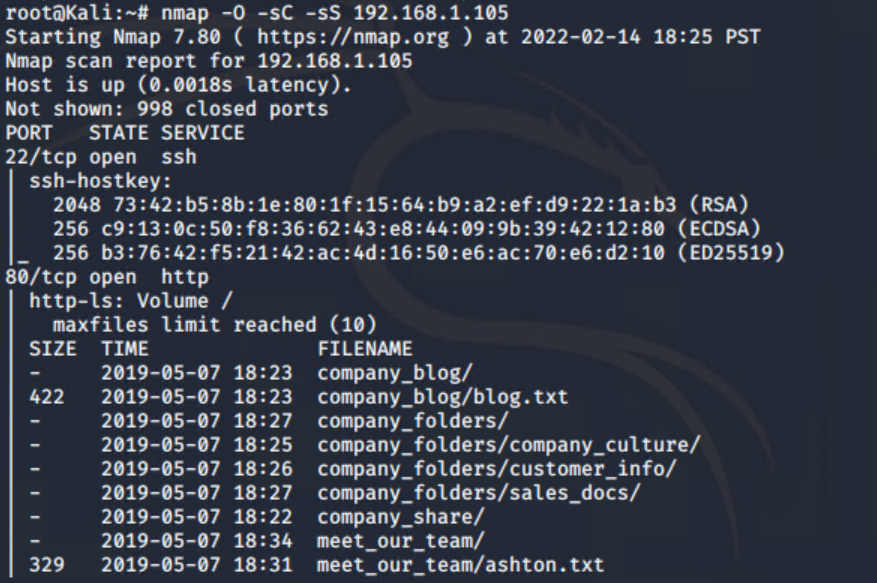 root@Kali:~# nmap -O -sC -sS 192.168.1.105
Starting Nmap 7.80 ( https://nmap.org ) at 2022-02-14 18:25 PST
Nmap scan report for 192.168.1.105
Host is up (0.0018s latency).
Not shown: 998 closed ports
PORT   STATE SERVICE
22/tcp open  ssh
| ssh-hostkey:
|   2048 73:42:b5:8b:1e:80:1f:15:64:b9:a2:ef:d9:22:1a:b3 (RSA)
|   256 c9:13:0c:50:f8:36:62:43:e8:44:09:9b:39:42:12:80 (ECDSA)
|_  256 b3:76:42:f5:21:42:ac:4d:16:50:e6:ac:70:e6:d2:10 (ED25519)
80/tcp open  http
| http-ls: Volume /
|   maxfiles limit reached (10)
| SIZE  TIME              FILENAME
| -     2019-05-07 18:23  company_blog/
| 422   2019-05-07 18:23  company_blog/blog.txt
| -     2019-05-07 18:27  company_folders/
| -     2019-05-07 18:25  company_folders/company_culture/
| -     2019-05-07 18:26  company_folders/customer_info/
| -     2019-05-07 18:27  company_folders/sales_docs/
| -     2019-05-07 18:22  company_share/
| -     2019-05-07 18:34  meet_our_team/
| 329   2019-05-07 18:31  meet_our_team/ashton.txt